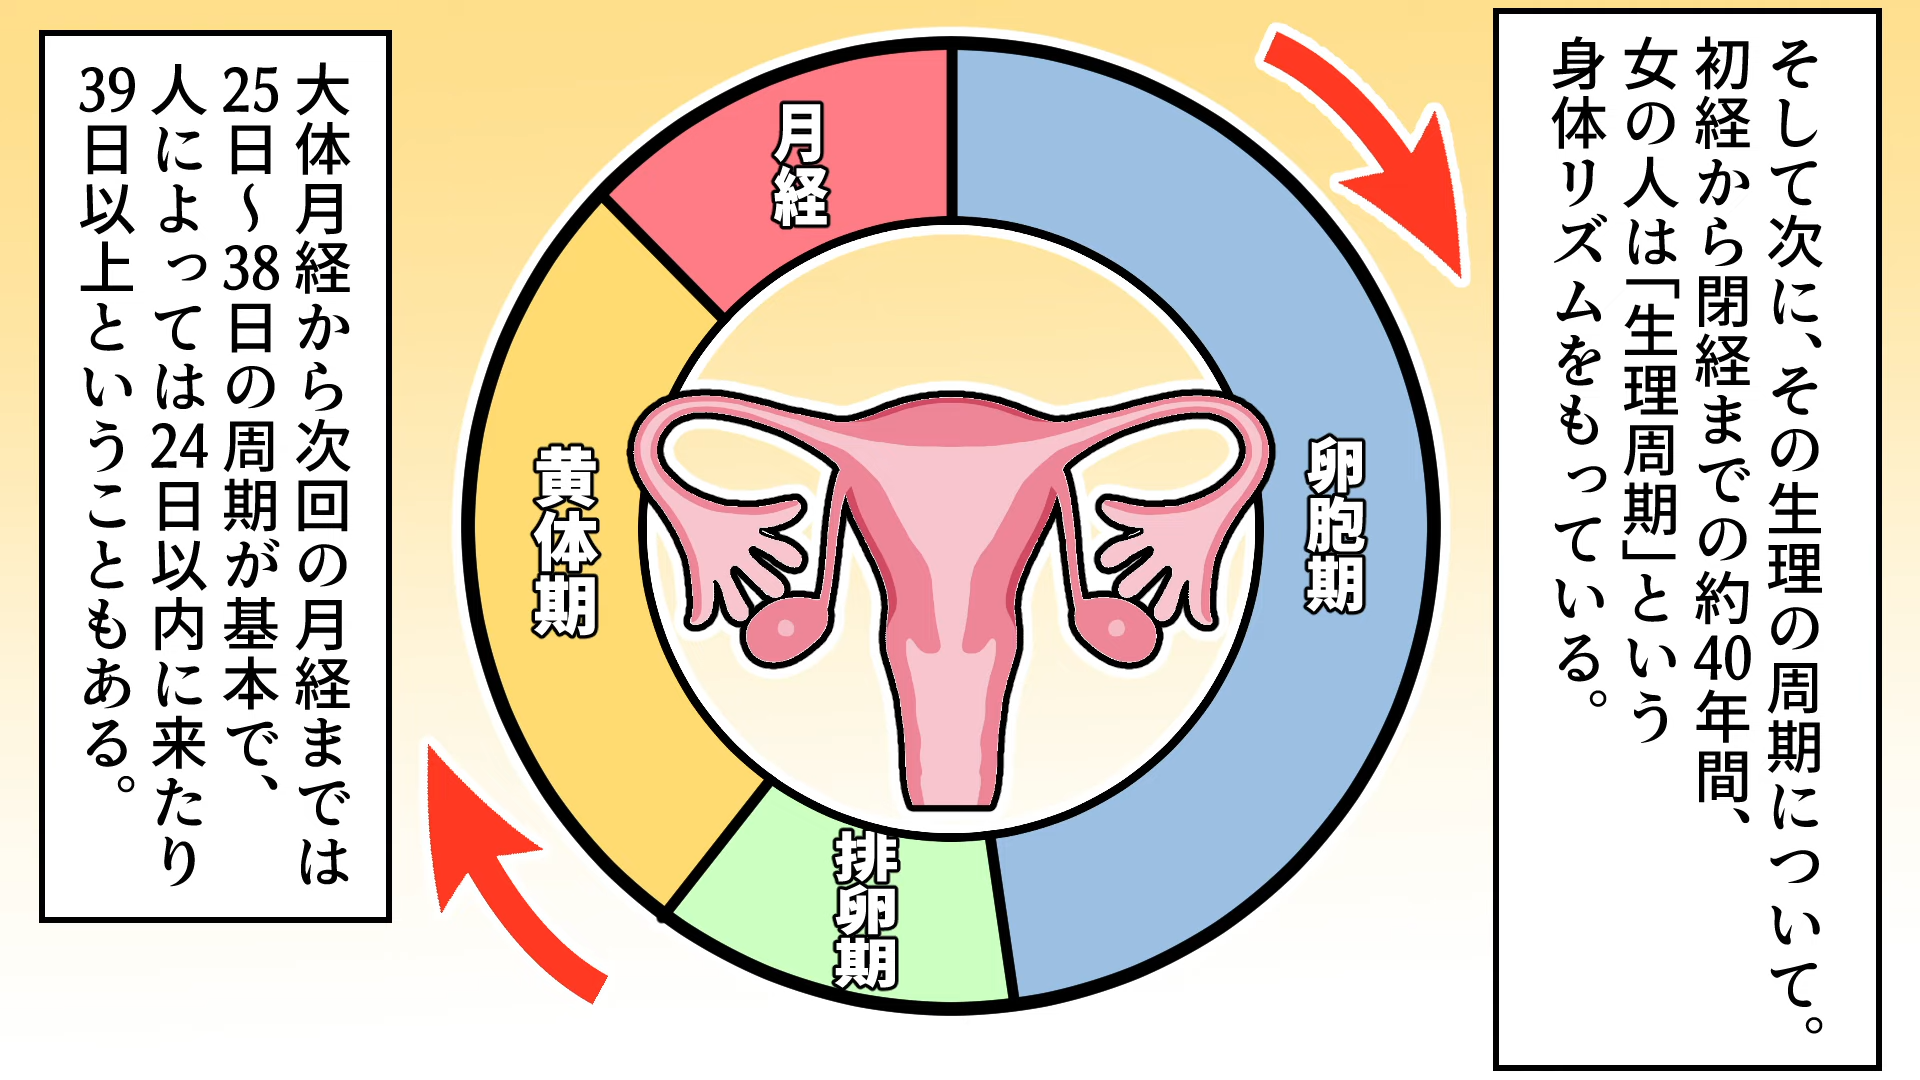 そして次に、その生理の周期について。
初経から閉経までの約40年間、
女の人は「生理周期」という
身体リズムをもっている。
月経
卵胞期
黄体期
排卵期
大体月経から次回の月経までは
25日～38日の周期が基本で、
人によっては24日以内に来たり
39日以上ということもある。